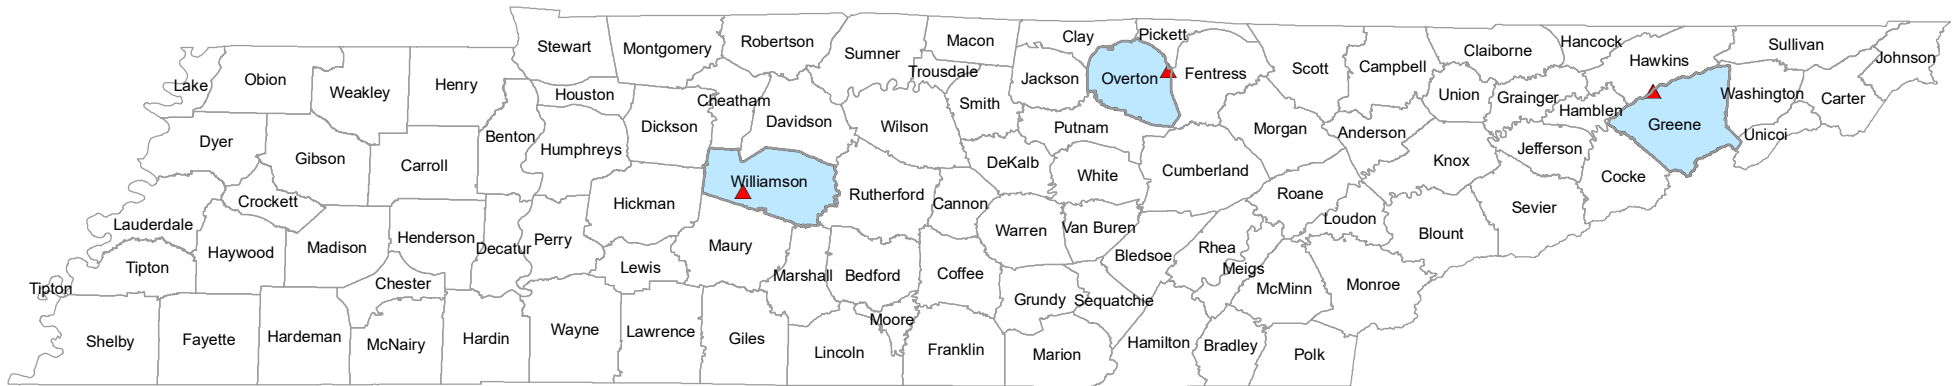 Stewart
Montgomery
Robertson
Sumner
Macon
Clay
Pickett
Claiborne
Hancock
Sullivan
Johnson
Lake
Obion
Weakley
Henry
Houston
Cheatham
Trousdale
Jackson
Overton
Fentress
Scott
Campbell
Union
Grainger
Hawkins
Hamblen
Greene
Washington
Carter
Unicoi
Dyer
Gibson
Carroll
Benton
Humphreys
Dickson
Davidson
Wilson
Smith
Putnam
DeKalb
White
Cumberland
Morgan
Anderson
Knox
Jefferson
Cocke
Sevier
Lauderdale
Crockett
Haywood
Madison
Henderson
Decatur
Perry
Hickman
Williamson
Rutherford
Cannon
Warren
Van Buren
Bledsoe
Rhea
Roane
Loudon
Blount
Tipton
Tipton
Chester
Lewis
Maury
Marshall
Bedford
Coffee
Grundy
Sequatchie
Meigs
McMinn
Monroe
Shelby
Fayette
Hardeman
McNairy
Hardin
Wayne
Lawrence
Giles
Lincoln
Moore
Franklin
Marion
Hamilton
Bradley
Polk